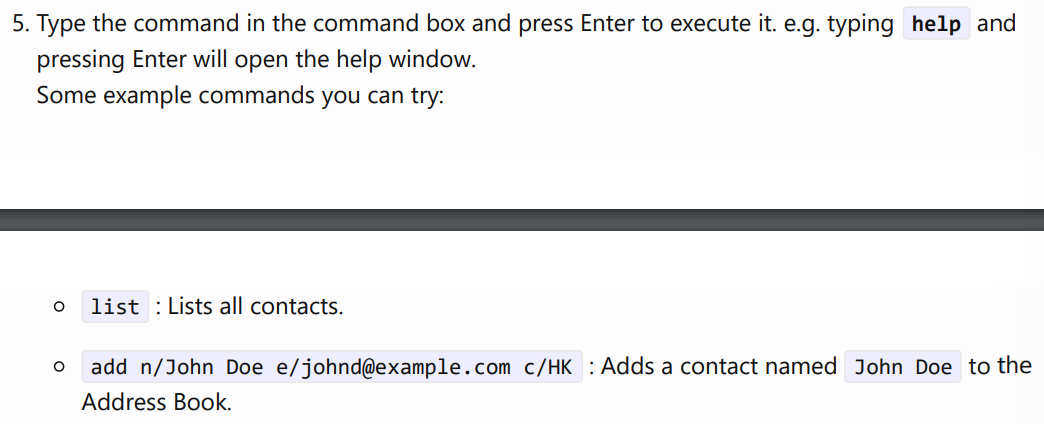 5. Type the command in the command box and press Enter to execute it. e.g. typing help and
pressing Enter will open the help window.
Some example commands you can try:
list : Lists all contacts.
add n/John Doe e/johnd@example.com c/HK : Adds a contact named John Doe to the
Address Book.